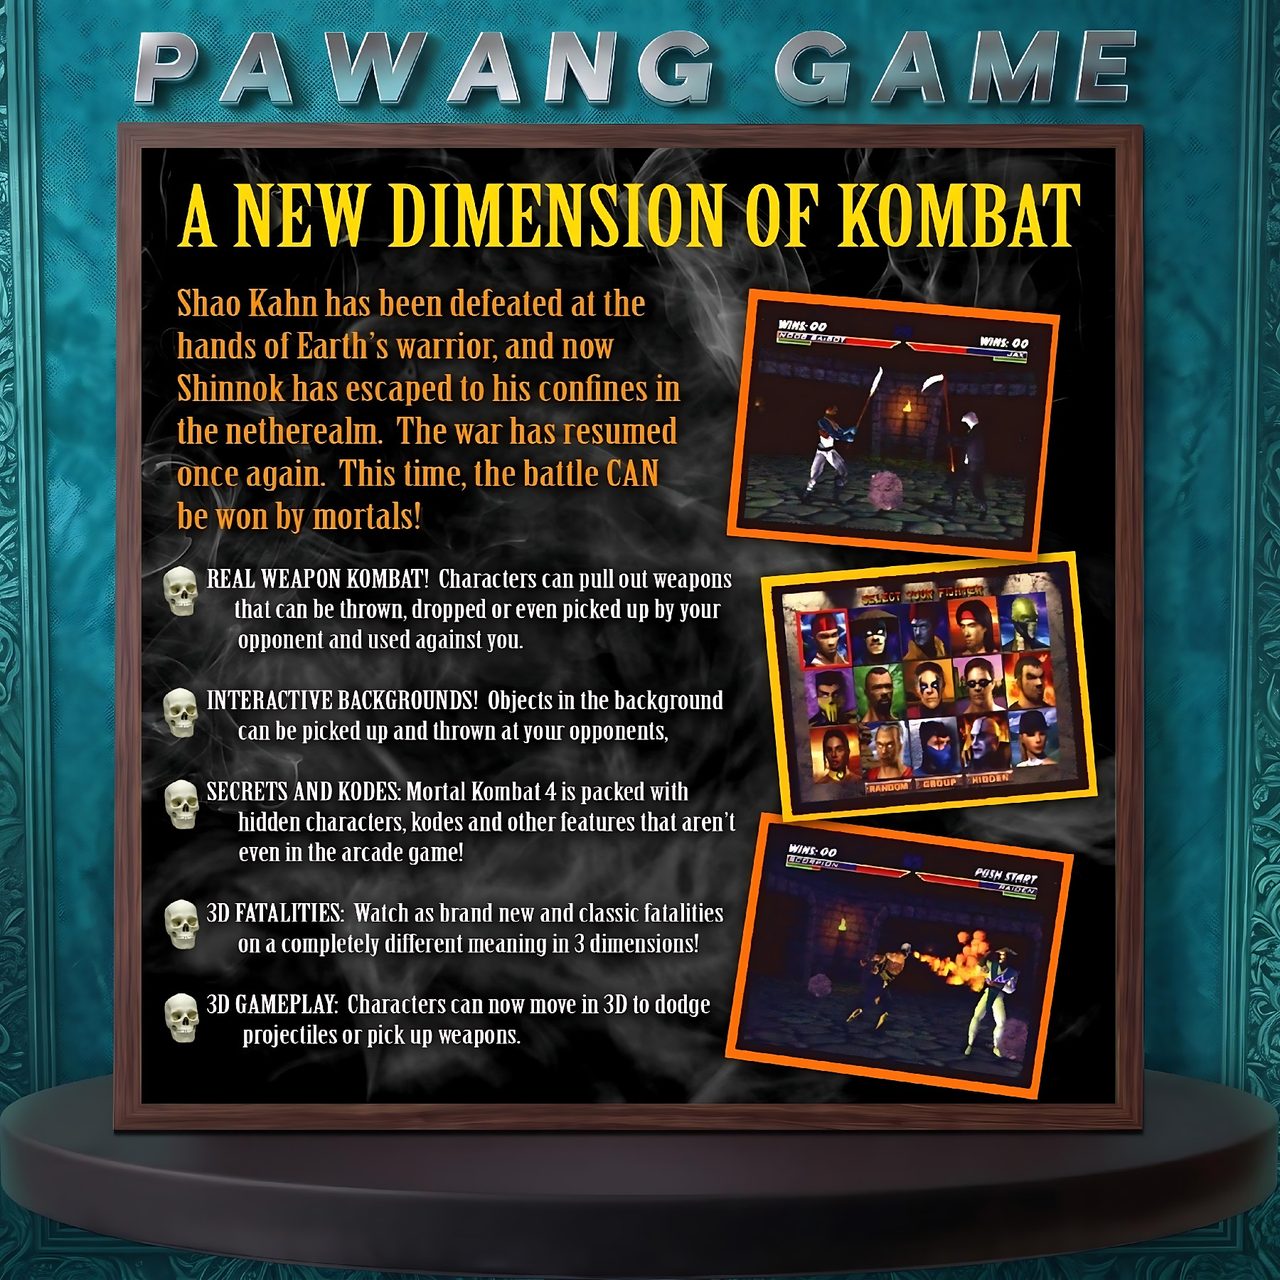 PAWANG GAME
A NEW DIMENSION OF KOMBAT
Shao Kahn has been defeated at the
hands of Earth's warrior, and now
Shinnok has escaped to his confines in
the netherealm. The war has resumed
once again. This time, the battle CAN
be won by mortals!
REAL WEAPON KOMBAT! Characters can pull out weapons
that can be thrown, dropped or even picked up by your
opponent and used against you.
INTERACTIVE BACKGROUNDS! Objects in the background
can be picked up and thrown at your opponents,
SECRETS AND KODES: Mortal Kombat 4 is packed with
hidden characters, kodes and other features that aren't
even in the arcade game!
3D FATALITIES: Watch as brand new and classic fatalities
on a completely different meaning in 3 dimensions!
3D GAMEPLAY: Characters can now move in 3D to dodge
projectiles or pick up weapons.
WINS: 00
NOOB SAIBOT
WINS: 00
JAX
SELECT YOUR FIGHTER
RANDOM GROUP HIDDEN
WINS: 00
SCORPION
PUSH START
RAIDEN